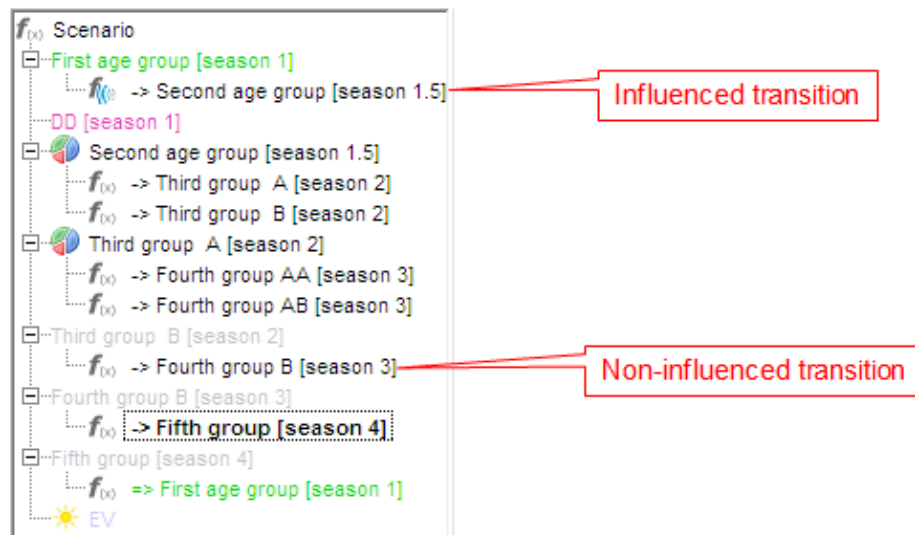 f(x) Scenario
First age group [season 1]
f -> Second age group [season 1.5]
Influenced transition
DD [season 1]
Second age group [season 1.5]
f(x) -> Third group A [season 2]
f(x) -> Third group B [season 2]
Third group A [season 2]
f(x) -> Fourth group AA [season 3]
f(x) -> Fourth group AB [season 3]
Third group B [season 2]
f(x) -> Fourth group B [season 3]
Non-influenced transition
Fourth group B [season 3]
f(x) -> Fifth group [season 4]
Fifth group [season 4]
f(x) => First age group [season 1]
EV